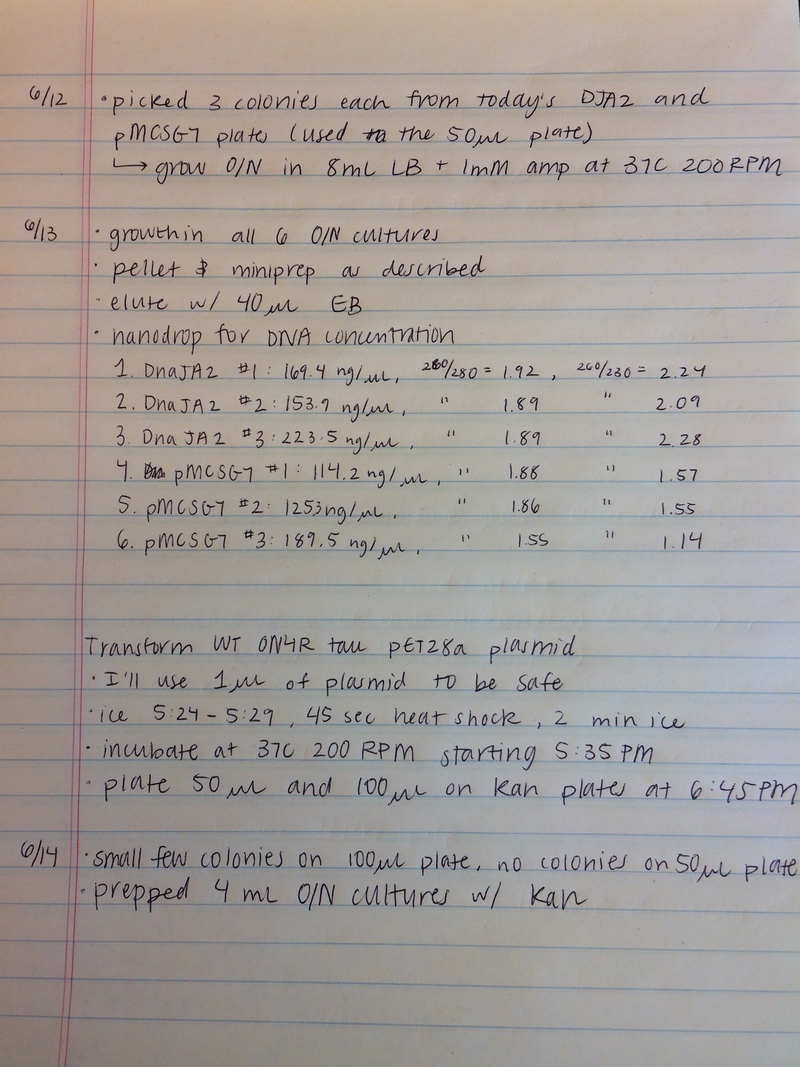 6/12 • picked 3 colonies each from today's DJA2 and
pMCSG7 plates (used the 50µL plate)
↳ grow O/N in 8mL LB + 1mM amp at 37C 200RPM
6/13 • growth in all 6 O/N cultures
• pellet & miniprep as described
• elute w/ 40µL EB
• nanodrop for DNA concentration
1. DnaJA2 #1: 169.4 ng/µL, 260/280 = 1.92, 260/230 = 2.24
2. DnaJA2 #2: 153.9 ng/µL, " 1.89 " 2.09
3. DnaJA2 #3: 223.5 ng/µL, " 1.89 " 2.28
4. pMCSG7 #1: 114.2 ng/µL, " 1.88 " 1.57
5. pMCSG7 #2: 125.3 ng/µL, " 1.86 " 1.55
6. pMCSG7 #3: 189.5 ng/µL, " 1.55 " 1.14
Transform WT 0N4R tau pET28a plasmid
• I'll use 1µL of plasmid to be safe
• ice 5:24 - 5:29, 45 sec heat shock, 2 min ice
• incubate at 37C 200 RPM starting 5:35 PM
• plate 50µL and 100µL on Kan plates at 6:45PM
6/14 • small few colonies on 100µL plate, no colonies on 50µL plate
• prepped 4 mL O/N cultures w/ Kan